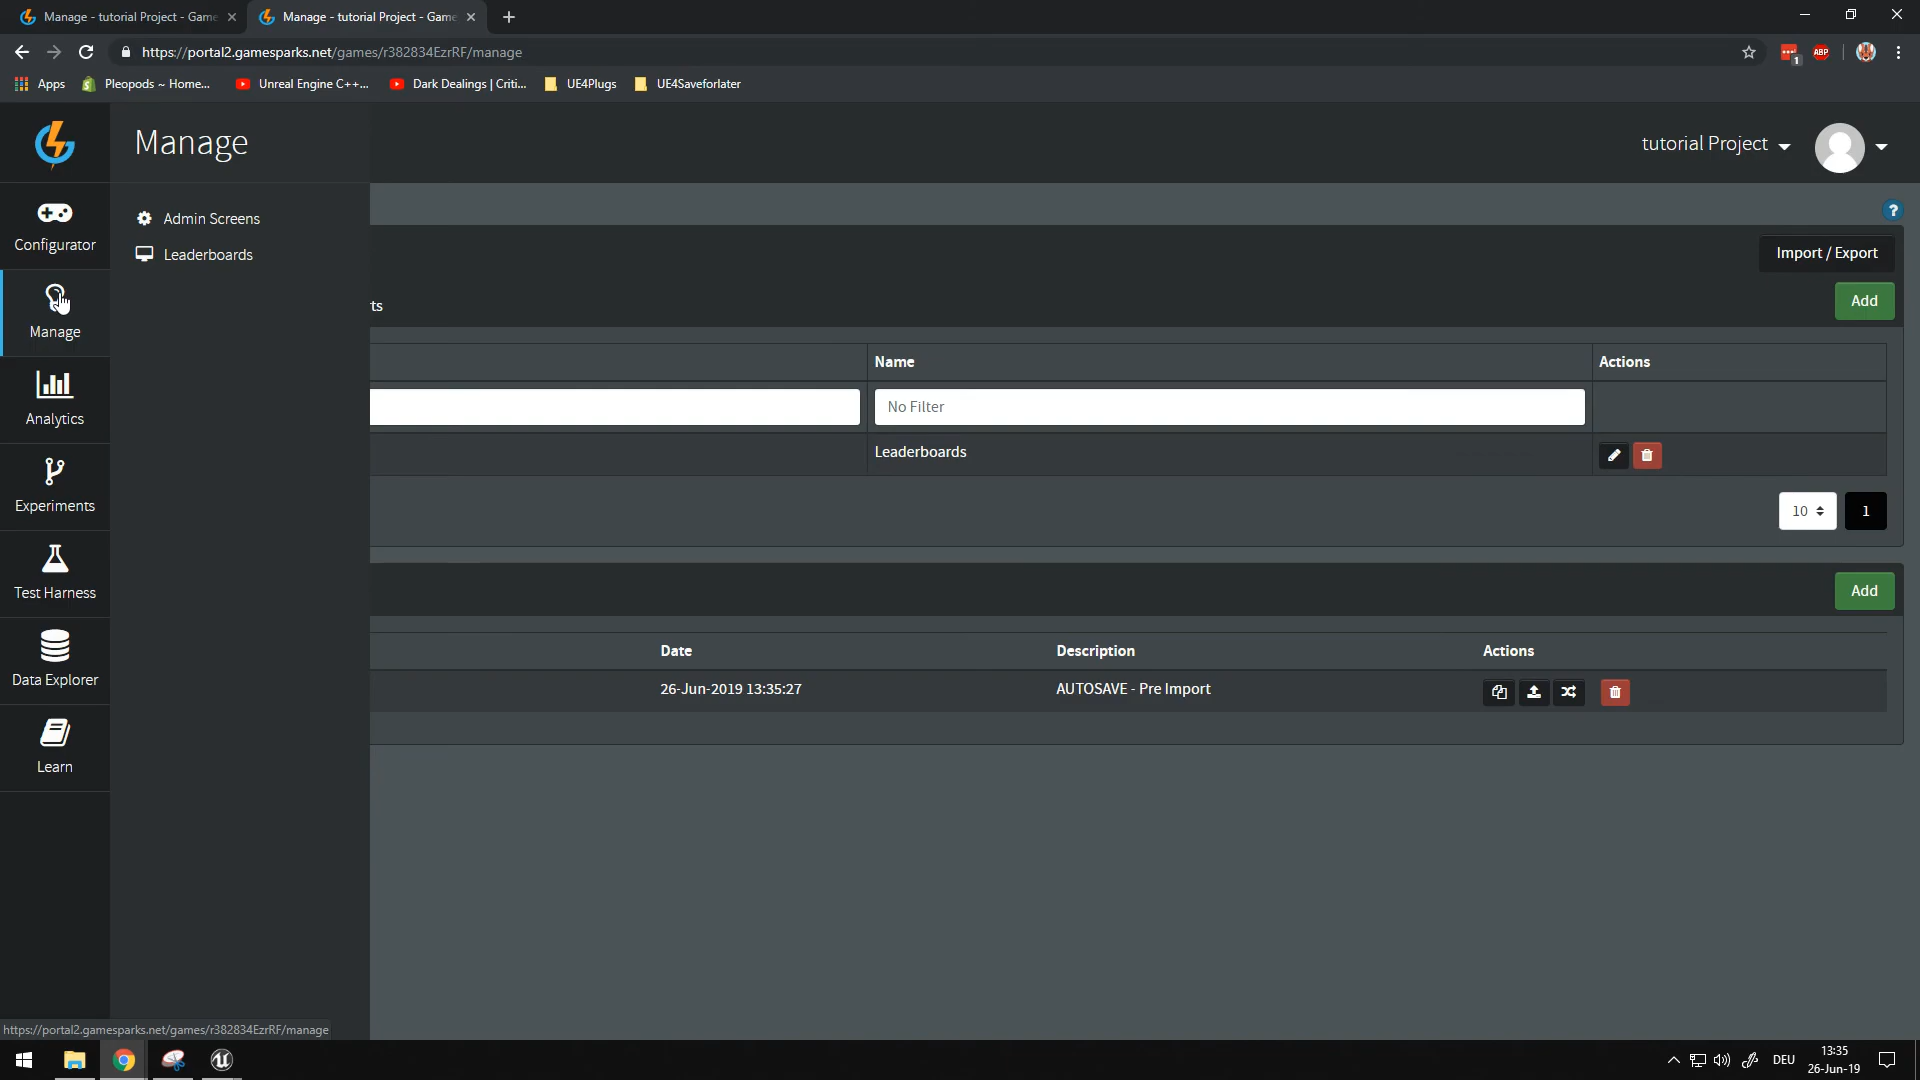 Manage - tutorial Project - Game
Manage - tutorial Project - Game
https://portal2.gamesparks.net/games/r382834EzrRF/manage
1
ABP
Apps
Pleopods ~ Home...
Unreal Engine C++...
Dark Dealings | Criti...
UE4Plugs
UE4Saveforlater
Manage
tutorial Project
Configurator
Manage
Analytics
Experiments
Test Harness
Data Explorer
Learn
Admin Screens
Leaderboards
?
Import / Export
ts
Add
Name
Actions
No Filter
Leaderboards
10
1
Add
Date
Description
Actions
26-Jun-2019 13:35:27
AUTOSAVE - Pre Import
https://portal2.gamesparks.net/games/r382834EzrRF/manage
DEU
13:35
26-Jun-19